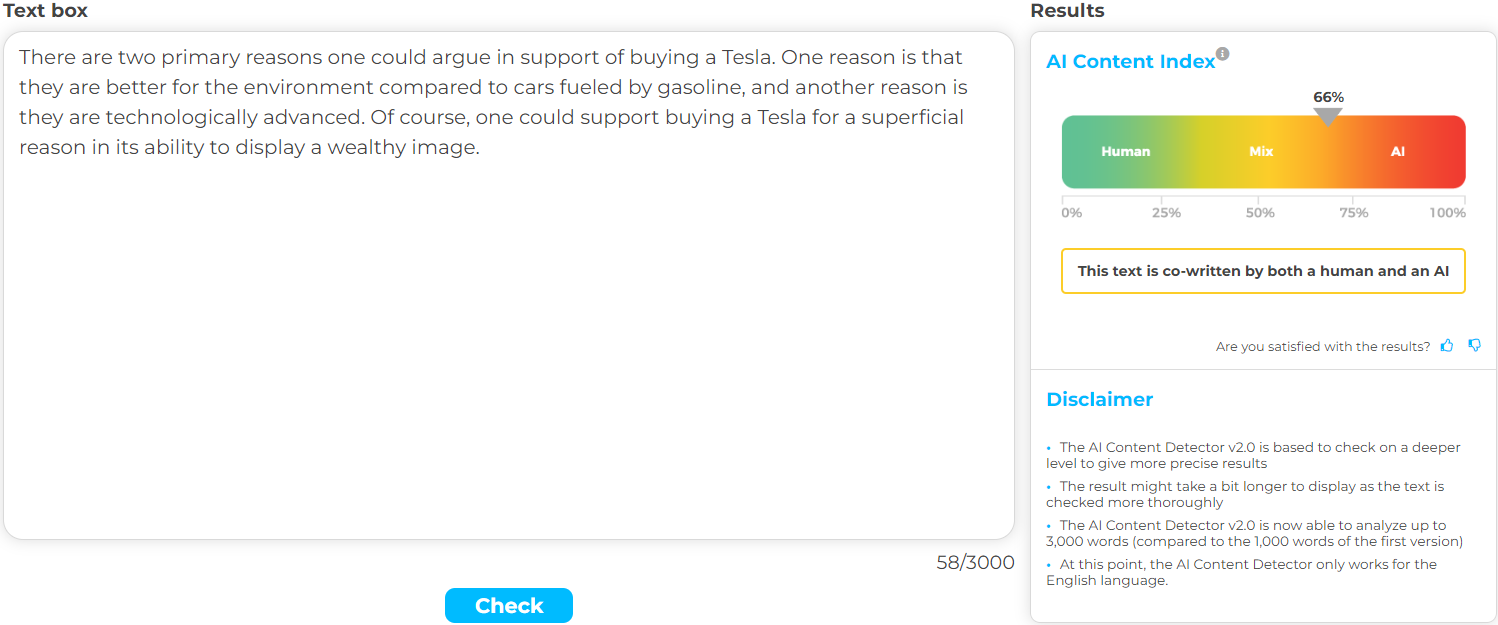 Text box
There are two primary reasons one could argue in support of buying a Tesla. One reason is that
they are better for the environment compared to cars fueled by gasoline, and another reason is
they are technologically advanced. Of course, one could support buying a Tesla for a superficial
reason in its ability to display a wealthy image.
58/3000
Check
Results
AI Content Index
66%
Human Mix AI
0% 25% 50% 75% 100%
This text is co-written by both a human and an AI
Are you satisfied with the results?
Disclaimer
• The AI Content Detector v2.0 is based to check on a deeper
level to give more precise results
• The result might take a bit longer to display as the text is
checked more thoroughly
• The AI Content Detector v2.0 is now able to analyze up to
3,000 words (compared to the 1,000 words of the first version)
• At this point, the AI Content Detector only works for the
English language.